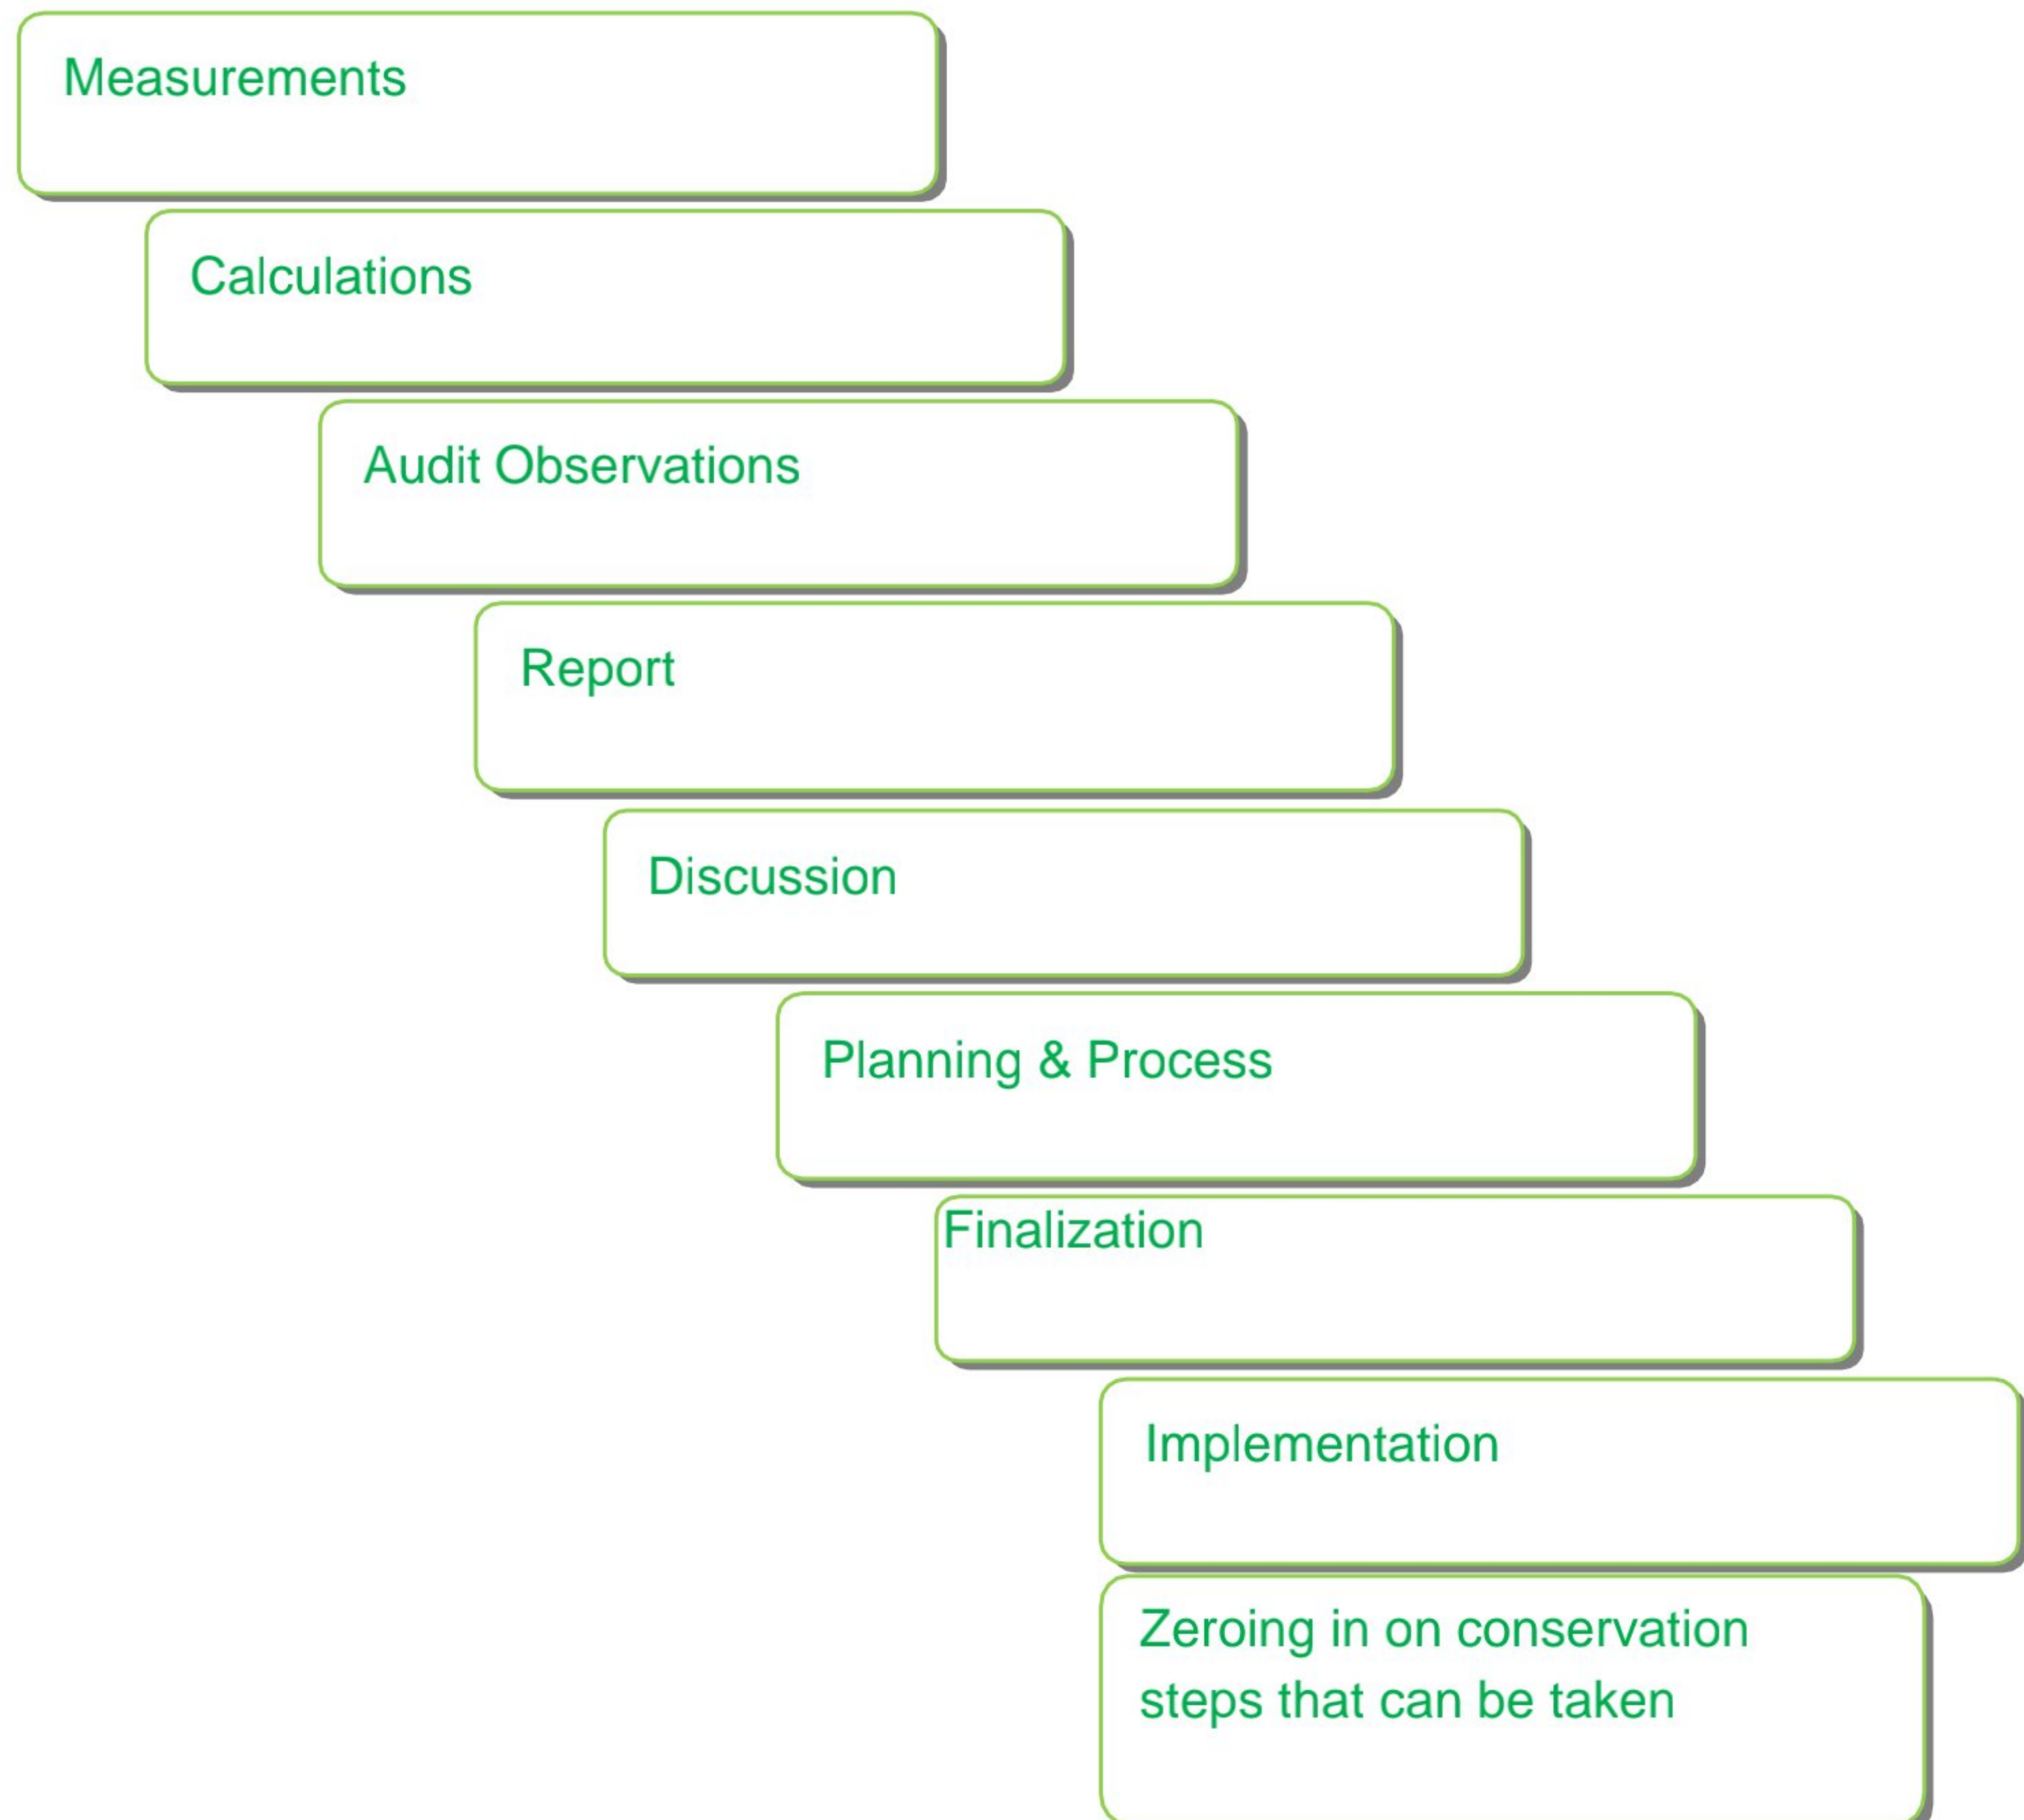 Measurements
Calculations
Audit Observations
Report
Discussion
Planning & Process
Finalization
Implementation
Zeroing in on conservation
steps that can be taken